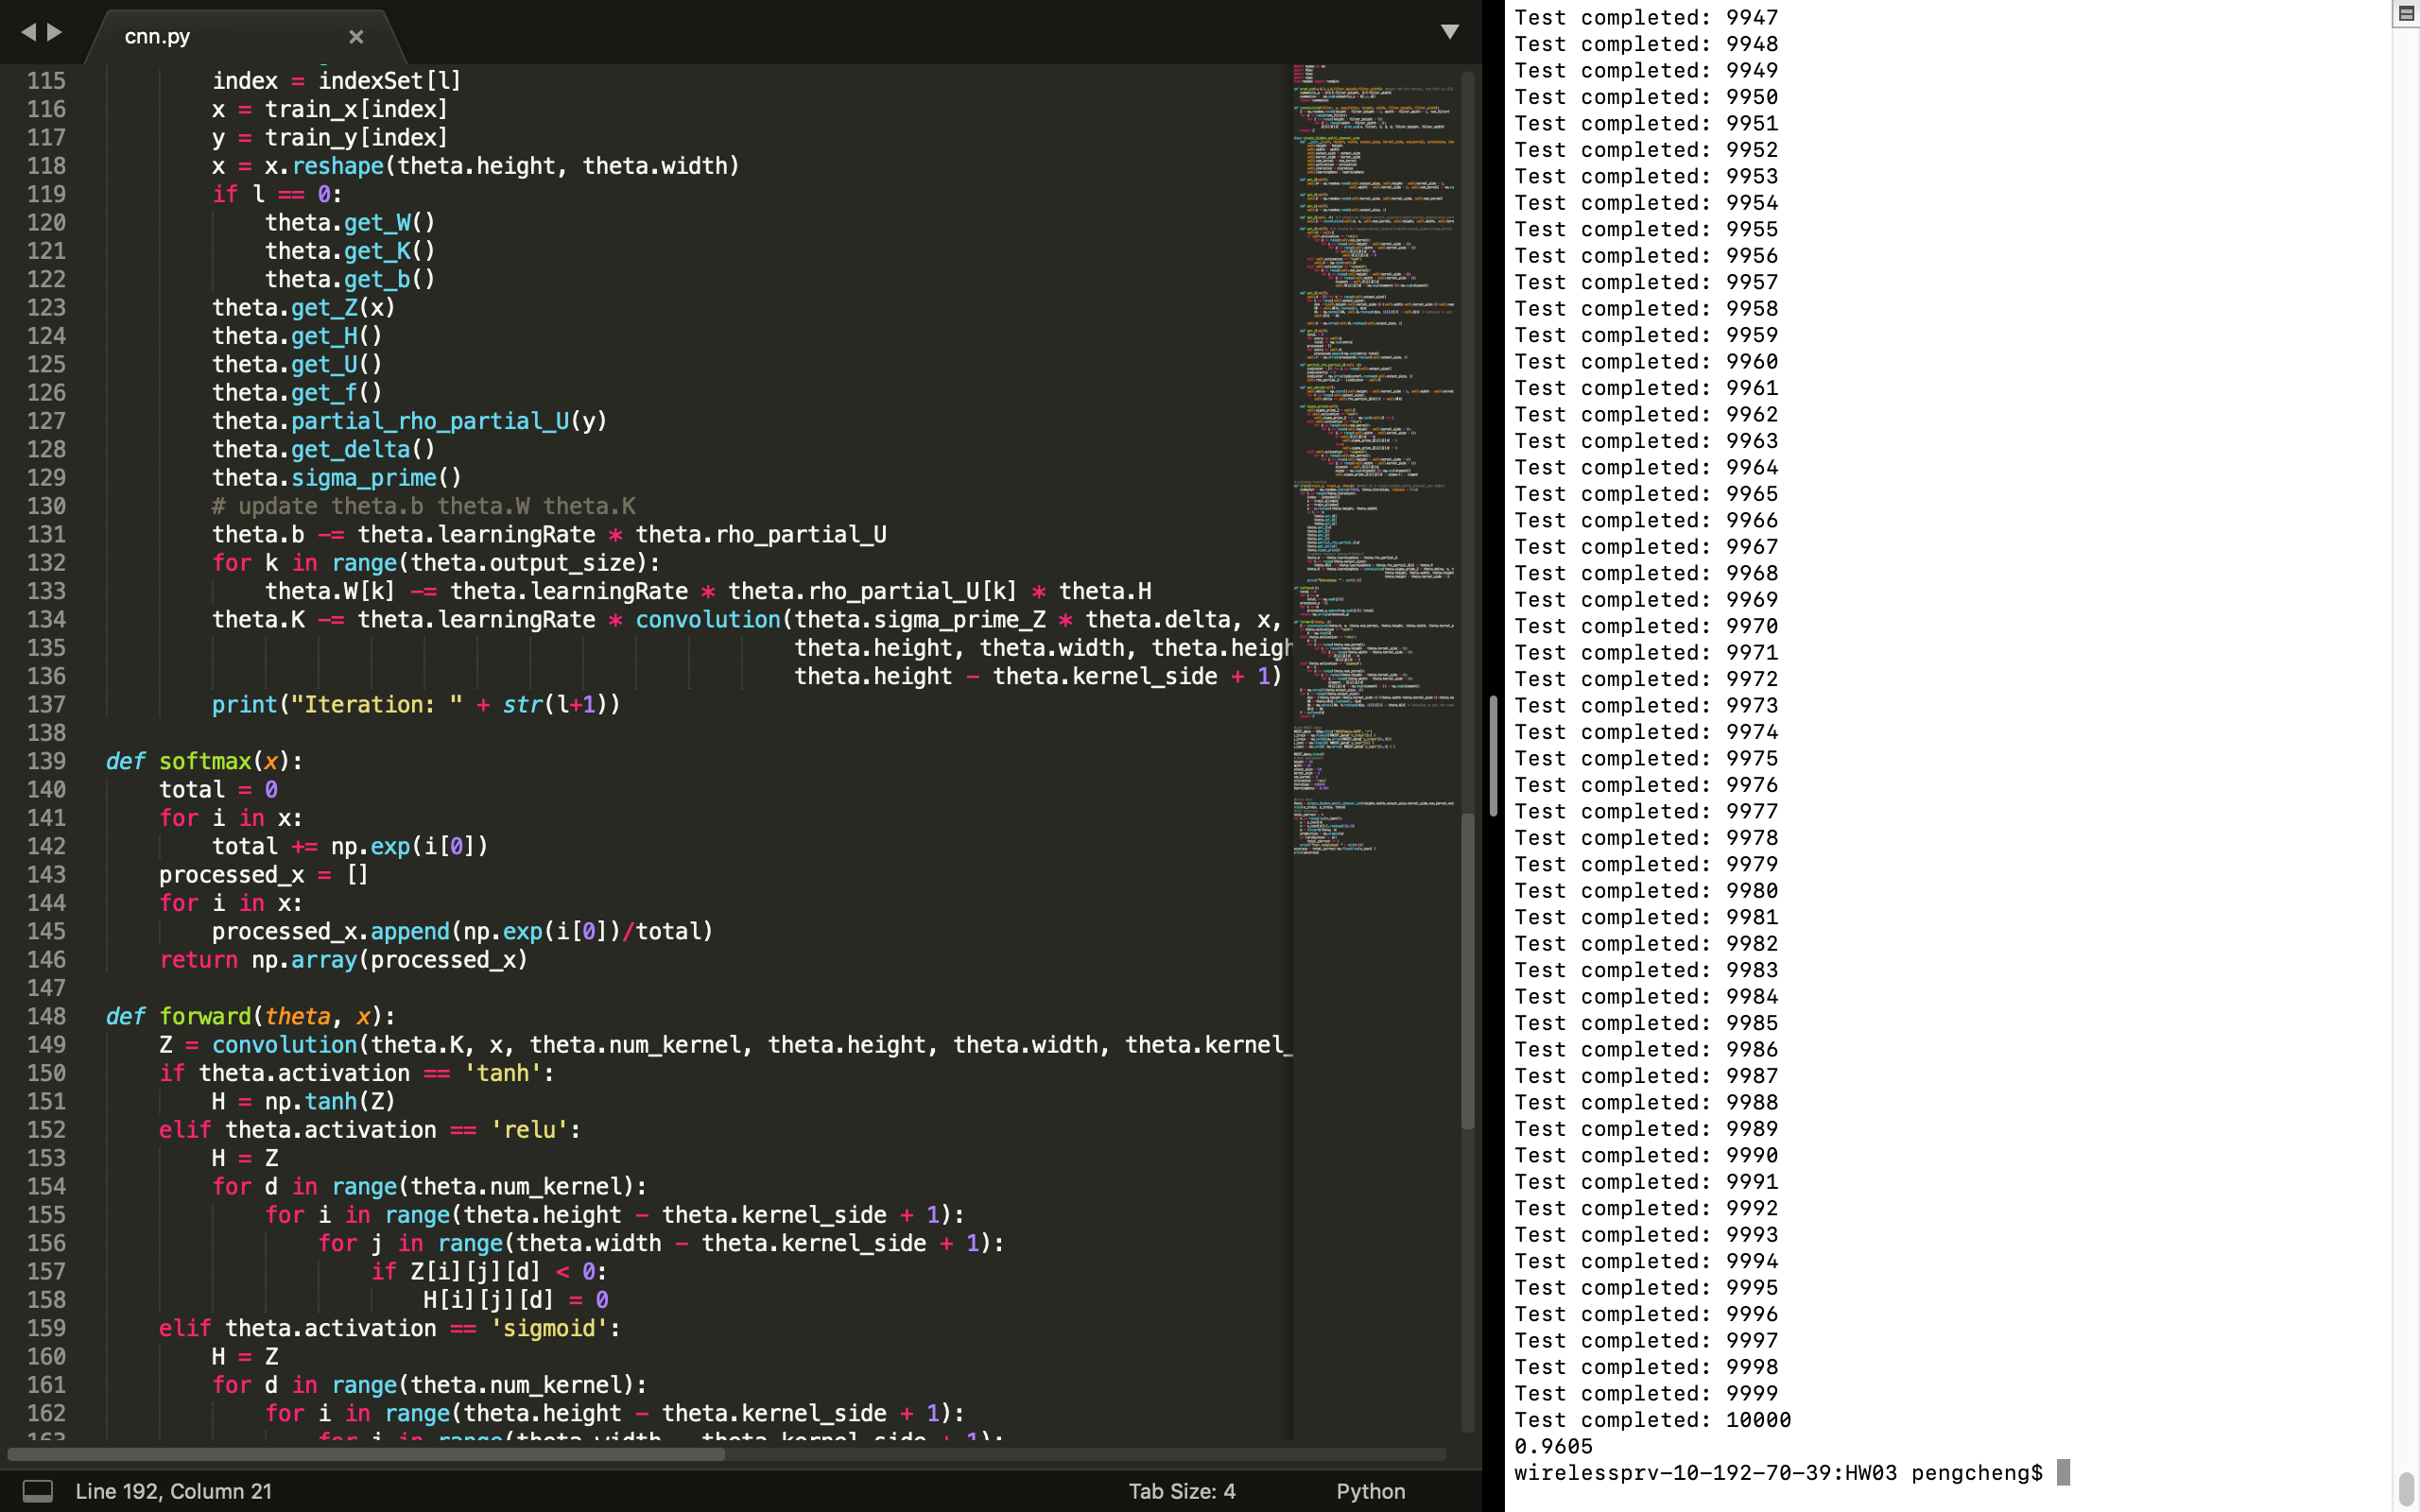 cnn.py
115 index = indexSet[l]
116 x = train_x[index]
117 y = train_y[index]
118 x = x.reshape(theta.height, theta.width)
119 if l == 0:
120 theta.get_W()
121 theta.get_K()
122 theta.get_b()
123 theta.get_Z(x)
124 theta.get_H()
125 theta.get_U()
126 theta.get_f()
127 theta.partial_rho_partial_U(y)
128 theta.get_delta()
129 theta.sigma_prime()
130 # update theta.b theta.W theta.K
131 theta.b -= theta.learningRate * theta.rho_partial_U
132 for k in range(theta.output_size):
133 theta.W[k] -= theta.learningRate * theta.rho_partial_U[k] * theta.H
134 theta.K -= theta.learningRate * convolution(theta.sigma_prime_Z * theta.delta, x,
135 theta.height, theta.width, theta.heigh
136 theta.height - theta.kernel_side + 1)
137 print("Iteration: " + str(l+1))
138
139 def softmax(x):
140 total = 0
141 for i in x:
142 total += np.exp(i[0])
143 processed_x = []
144 for i in x:
145 processed_x.append(np.exp(i[0])/total)
146 return np.array(processed_x)
147
148 def forward(theta, x):
149 Z = convolution(theta.K, x, theta.num_kernel, theta.height, theta.width, theta.kernel_
150 if theta.activation == 'tanh':
151 H = np.tanh(Z)
152 elif theta.activation == 'relu':
153 H = Z
154 for d in range(theta.num_kernel):
155 for i in range(theta.height - theta.kernel_side + 1):
156 for j in range(theta.width - theta.kernel_side + 1):
157 if Z[i][j][d] < 0:
158 H[i][j][d] = 0
159 elif theta.activation == 'sigmoid':
160 H = Z
161 for d in range(theta.num_kernel):
162 for i in range(theta.height - theta.kernel_side + 1):
163 for j in range(theta.width - theta.kernel_side + 1):
Line 192, Column 21
Tab Size: 4
Python
Test completed: 9947
Test completed: 9948
Test completed: 9949
Test completed: 9950
Test completed: 9951
Test completed: 9952
Test completed: 9953
Test completed: 9954
Test completed: 9955
Test completed: 9956
Test completed: 9957
Test completed: 9958
Test completed: 9959
Test completed: 9960
Test completed: 9961
Test completed: 9962
Test completed: 9963
Test completed: 9964
Test completed: 9965
Test completed: 9966
Test completed: 9967
Test completed: 9968
Test completed: 9969
Test completed: 9970
Test completed: 9971
Test completed: 9972
Test completed: 9973
Test completed: 9974
Test completed: 9975
Test completed: 9976
Test completed: 9977
Test completed: 9978
Test completed: 9979
Test completed: 9980
Test completed: 9981
Test completed: 9982
Test completed: 9983
Test completed: 9984
Test completed: 9985
Test completed: 9986
Test completed: 9987
Test completed: 9988
Test completed: 9989
Test completed: 9990
Test completed: 9991
Test completed: 9992
Test completed: 9993
Test completed: 9994
Test completed: 9995
Test completed: 9996
Test completed: 9997
Test completed: 9998
Test completed: 9999
Test completed: 10000
0.9605
wirelessprv-10-192-70-39:HW03 pengcheng$